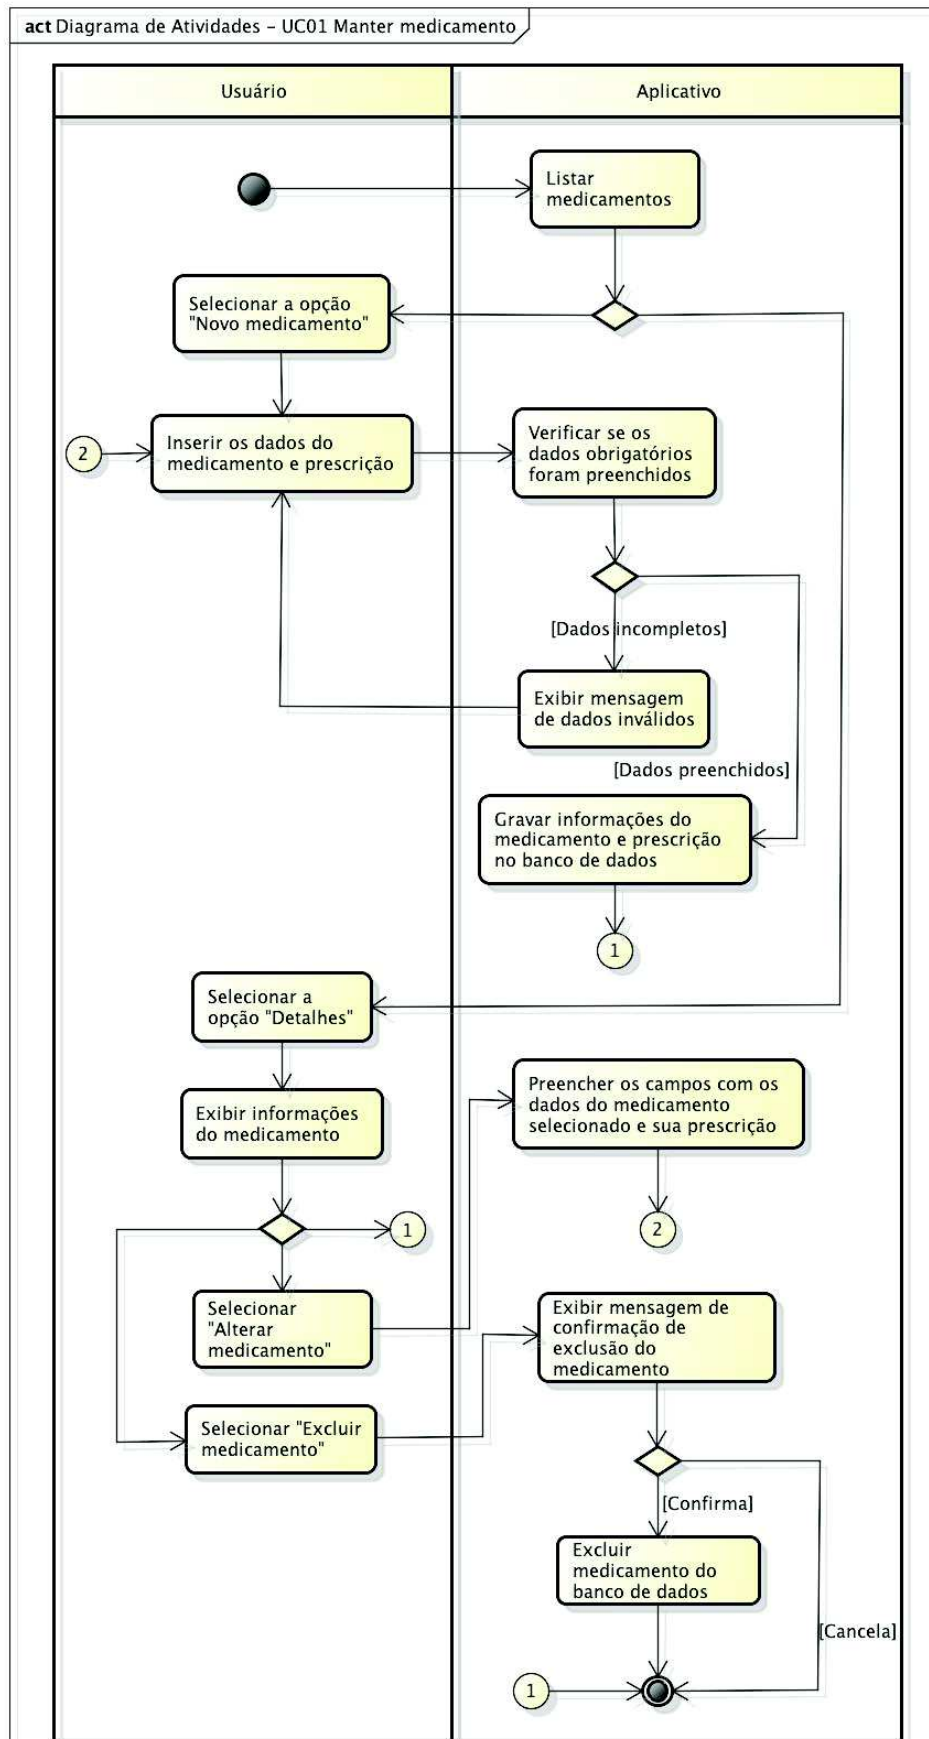 act Diagrama de Atividades - UC01 Manter medicamento
Usuário
Aplicativo
Listar
medicamentos
Selecionar a opção
"Novo medicamento"
2
Inserir os dados do
medicamento e prescrição
Verificar se os
dados obrigatórios
foram preenchidos
[Dados incompletos]
Exibir mensagem
de dados inválidos
[Dados preenchidos]
Gravar informações do
medicamento e prescrição
no banco de dados
1
Selecionar a
opção "Detalhes"
Exibir informações
do medicamento
Preencher os campos com os
dados do medicamento
selecionado e sua prescrição
1
2
Selecionar
"Alterar
medicamento"
Exibir mensagem de
confirmação de
exclusão do
medicamento
Selecionar "Excluir
medicamento"
[Confirma]
Excluir
medicamento do
banco de dados
[Cancela]
1